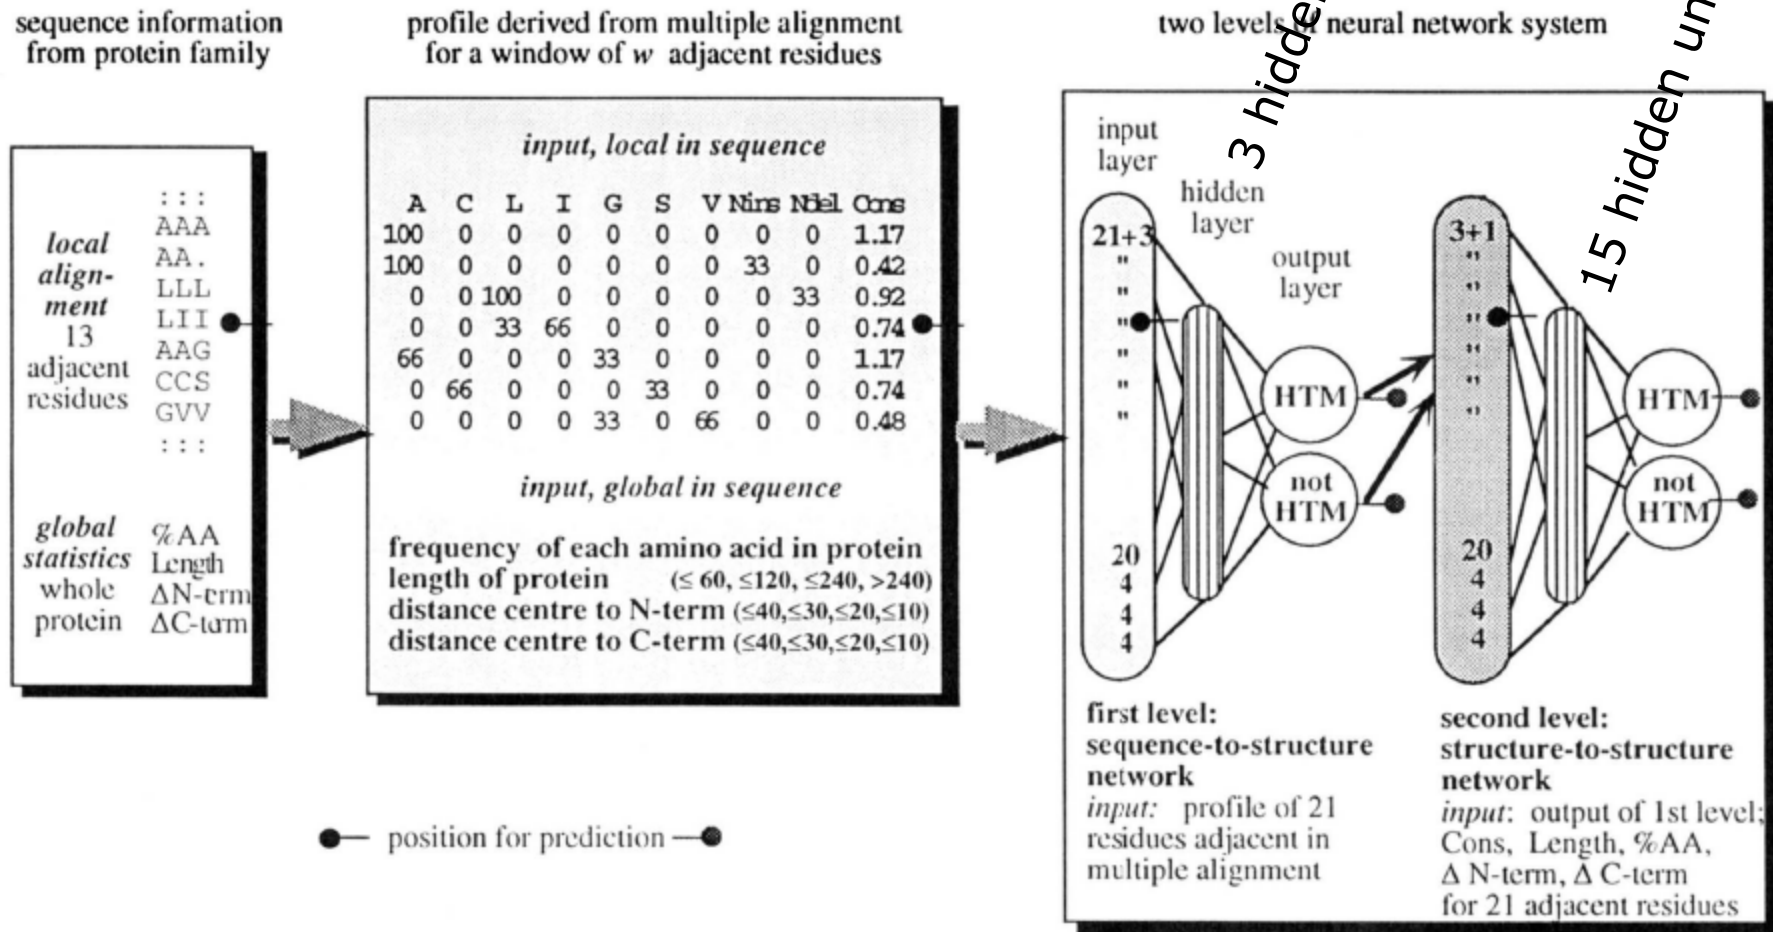 sequence information
from protein family
profile derived from multiple alignment
for a window of w adjacent residues
two levels of neural network system
local
align-
ment
13
adjacent
residues
: : :
AAA
AA.
LLL
LII
AAG
CCS
GVV
: : :
global
statistics
whole
protein
%AA
Length
ΔN-term
ΔC-term
input, local in sequence
A C L I G S V Nins Ndel Cons
100 0 0 0 0 0 0 0 0 1.17
100 0 0 0 0 0 0 33 0 0.42
0 0 100 0 0 0 0 0 33 0.92
0 0 33 66 0 0 0 0 0 0.74
66 0 0 0 33 0 0 0 0 1.17
0 66 0 0 0 33 0 0 0 0.74
0 0 0 0 33 0 66 0 0 0.48
input, global in sequence
frequency of each amino acid in protein
length of protein (≤ 60, ≤120, ≤240, >240)
distance centre to N-term (≤40,≤30,≤20,≤10)
distance centre to C-term (≤40,≤30,≤20,≤10)
input
layer
hidden
layer
output
layer
3 hidden
15 hidden un
21+3
"
"
"
"
"
"
20
4
4
4
HTM
not
HTM
3+1
"
"
"
"
"
"
20
4
4
4
HTM
not
HTM
first level:
sequence-to-structure
network
input: profile of 21
residues adjacent in
multiple alignment
second level:
structure-to-structure
network
input: output of 1st level;
Cons, Length, %AA,
Δ N-term, Δ C-term
for 21 adjacent residues
position for prediction